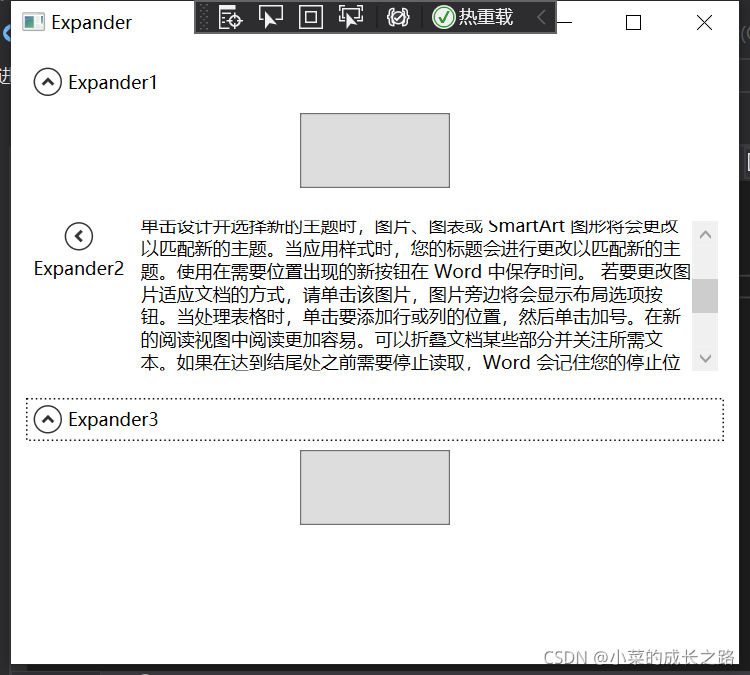 Expander
热重载
进
Expander1
单击设计并选择新的主题时，图片、图表或 SmartArt 图形将会更改
以匹配新的主题。当应用样式时，您的标题会进行更改以匹配新的主
题。使用在需要位置出现的新按钮在 Word 中保存时间。 若要更改图
片适应文档的方式，请单击该图片，图片旁边将会显示布局选项按
钮。当处理表格时，单击要添加行或列的位置，然后单击加号。在新
的阅读视图中阅读更加容易。可以折叠文档某些部分并关注所需文
本。如果在达到结尾处之前需要停止读取，Word 会记住您的停止位
Expander2
Expander3
CSDN @小菜的成长之路